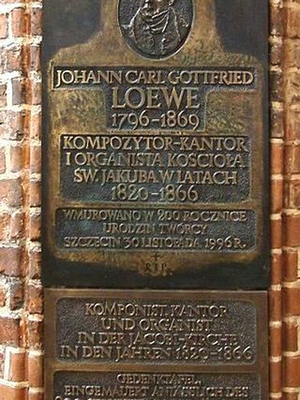 JOHANN CARL GOTTFRIED
LOEWE
1796-1869
KOMPOZYTOR-KANTOR
I ORGANISTA KOŚCIOŁA
ŚW. JAKUBA W LATACH
1820-1866
WMUROWANO W 200 ROCZNICE
URODZIN TWÓRCY
SZCZECIN 30 LISTOPADA 1996 R.
R.I.P.
KOMPONIST, KANTOR
UND ORGANIST
IN DER JACOBI-KIRCHE
IN DEN JAHREN 1820-1866
GEDENKTAFEL
EINGEMAUERT ANLÄßLICH DES